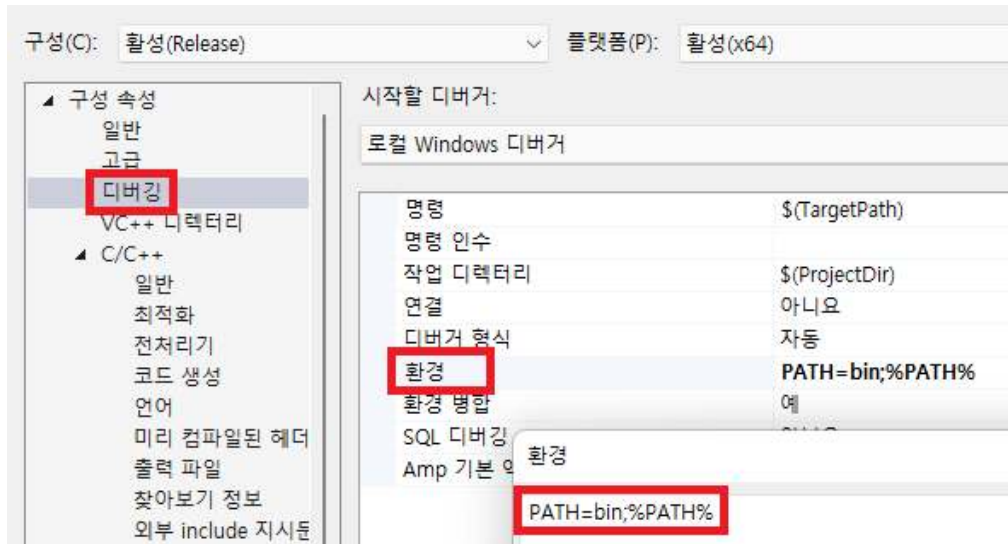 구성(C): 활성(Release) 플랫폼(P): 활성(x64)
구성 속성
일반
고급
디버깅
VC++ 디렉터리
C/C++
일반
최적화
전처리기
코드 생성
언어
미리 컴파일된 헤더
출력 파일
찾아보기 정보
외부 include 지시문
시작할 디버거:
로컬 Windows 디버거
명령 $(TargetPath)
명령 인수
작업 디렉터리 $(ProjectDir)
연결 아니요
디버거 형식 자동
환경 PATH=bin;%PATH%
환경 병합 예
SQL 디버깅
Amp 기본
환경
PATH=bin;%PATH%